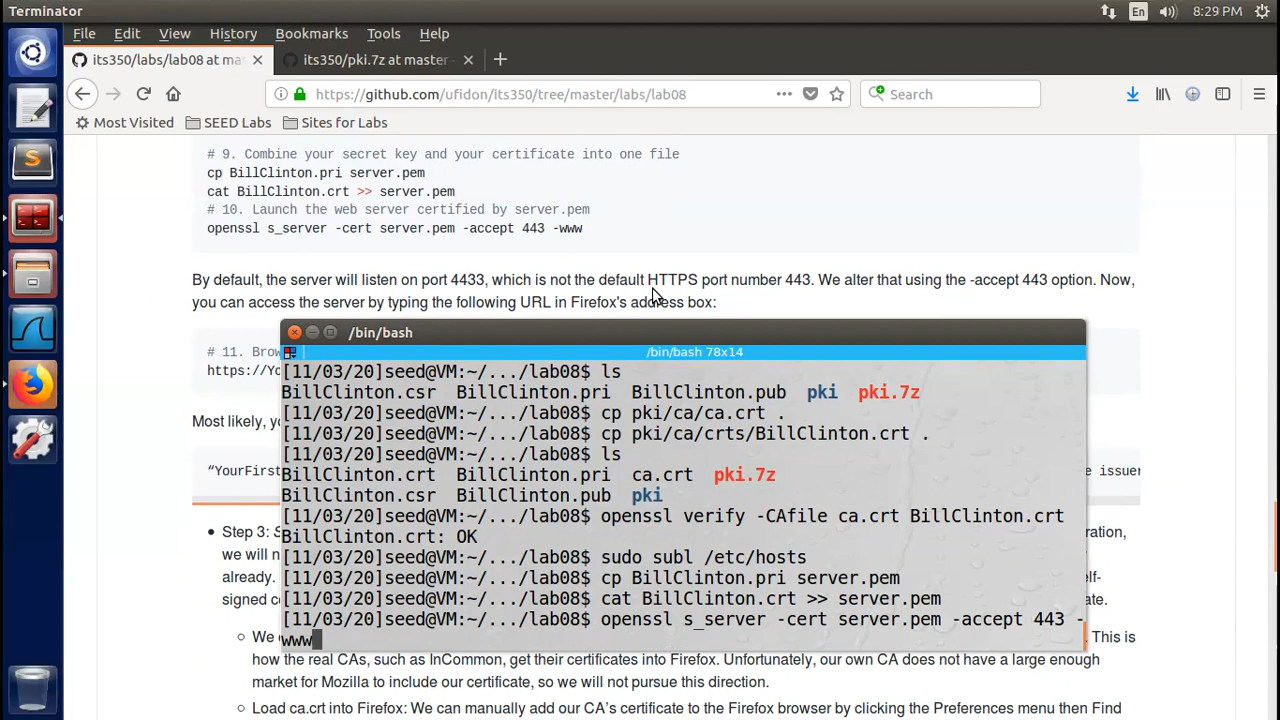 Terminator
En
8:29 PM
File Edit View History Bookmarks Tools Help
its350/labs/lab08 at mas
its350/pki.7z at master ·
https://github.com/ufidon/its350/tree/master/labs/lab08
Search
Most Visited SEED Labs Sites for Labs
# 9. Combine your secret key and your certificate into one file
cp BillClinton.pri server.pem
cat BillClinton.crt >> server.pem
# 10. Launch the web server certified by server.pem
openssl s_server -cert server.pem -accept 443 -www
By default, the server will listen on port 4433, which is not the default HTTPS port number 443. We alter that using the -accept 443 option. Now,
you can access the server by typing the following URL in Firefox's address box:
# 11. Brow
https://Yo
Most likely, yo
“YourFirst
e issuer
Step 3:
ration,
we will n
already.
elf-
signed c
ate.
We
This is
how the real CAs, such as InCommon, get their certificates into Firefox. Unfortunately, our own CA does not have a large enough
market for Mozilla to include our certificate, so we will not pursue this direction.
Load ca.crt into Firefox: We can manually add our CA's certificate to the Firefox browser by clicking the Preferences menu then Find
/bin/bash
/bin/bash 78x14
[11/03/20]seed@VM:~/.../lab08$ ls
BillClinton.csr BillClinton.pri BillClinton.pub pki pki.7z
[11/03/20]seed@VM:~/.../lab08$ cp pki/ca/ca.crt .
[11/03/20]seed@VM:~/.../lab08$ cp pki/ca/crts/BillClinton.crt .
[11/03/20]seed@VM:~/.../lab08$ ls
BillClinton.crt BillClinton.pri ca.crt pki.7z
BillClinton.csr BillClinton.pub pki
[11/03/20]seed@VM:~/.../lab08$ openssl verify -CAfile ca.crt BillClinton.crt
BillClinton.crt: OK
[11/03/20]seed@VM:~/.../lab08$ sudo subl /etc/hosts
[11/03/20]seed@VM:~/.../lab08$ cp BillClinton.pri server.pem
[11/03/20]seed@VM:~/.../lab08$ cat BillClinton.crt >> server.pem
[11/03/20]seed@VM:~/.../lab08$ openssl s_server -cert server.pem -accept 443 -
www